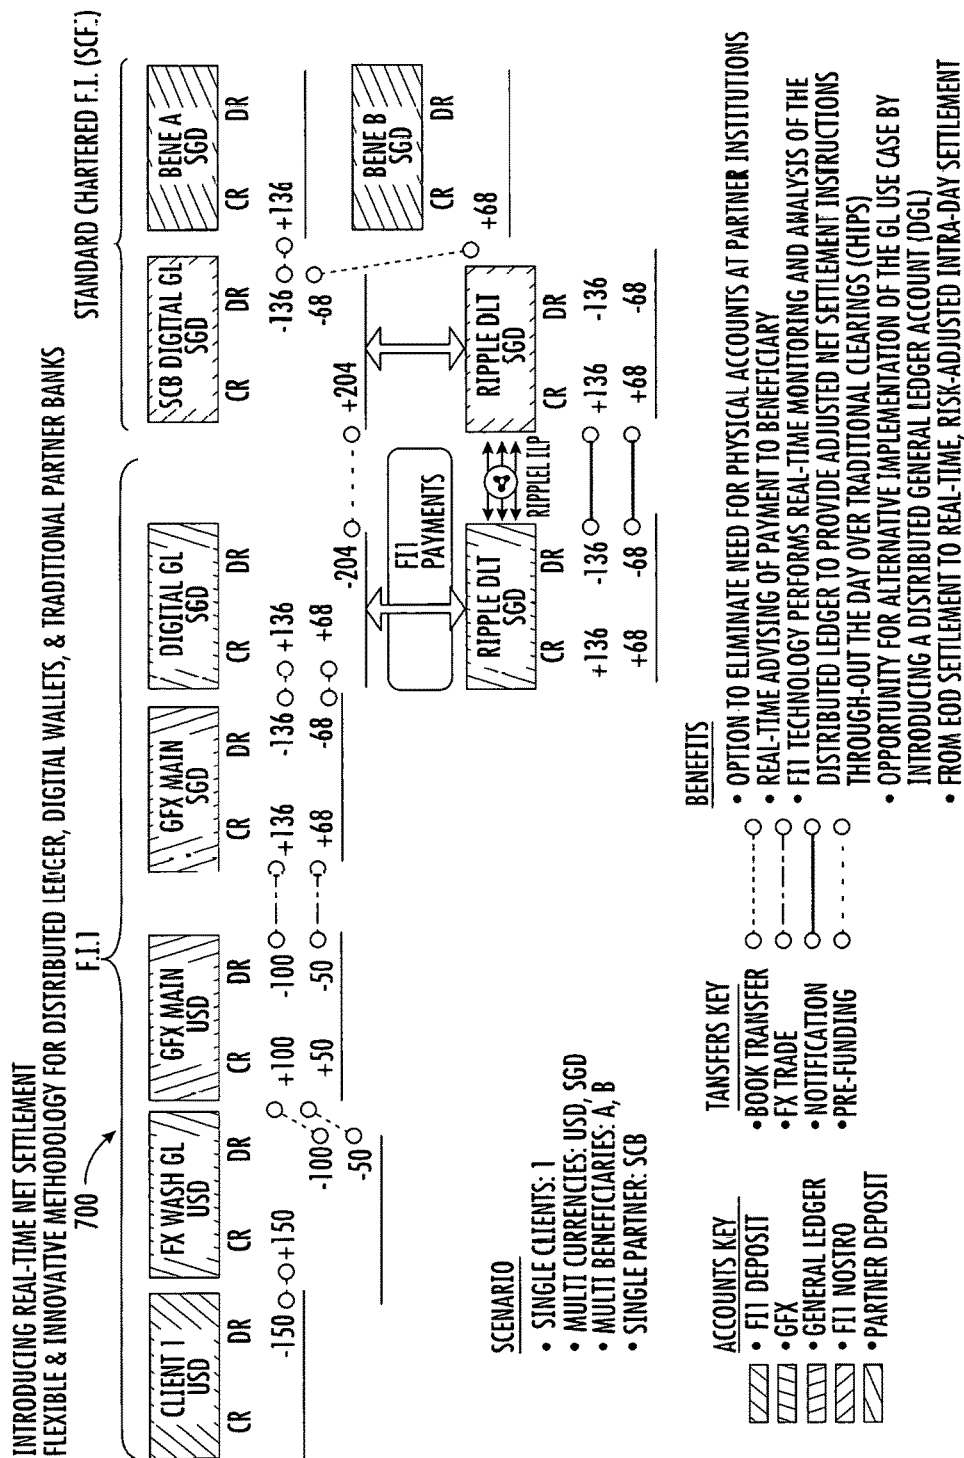 INTRODUCING REAL-TIME NET SETTLEMENT
FLEXIBLE & INNOVATIVE METHODOLOGY FOR DISTRIBUTED LEDGER, DIGITAL WALLETS, & TRADITIONAL PARTNER BANKS
700
F.I.1
STANDARD CHARTERED F.I. (SCF.)
CLIENT 1
USD
CR DR
-150
FX WASH GL
USD
CR DR
+150
-100
-50
GFX MAIN
USD
CR DR
+100 -100
+50 -50
GFX MAIN
SGD
CR DR
+136 -136
+68 -68
DIGITAL GL
SGD
CR DR
+136
+68
-204
SCB DIGITAL GL
SGD
CR DR
-136
-68
+204
BENE A
SGD
CR DR
+136
BENE B
SGD
CR DR
+68
FI1
PAYMENTS
RIPPLE DLT
SGD
CR DR
+136 -136
+68 -68
RIPPLEL ILP
RIPPLE DLT
SGD
CR DR
+136 -136
+68 -68
SCENARIO
• SINGLE CLIENTS: 1
• MULTI CURRENCIES: USD, SGD
• MULTI BENEFICIARIES: A, B
• SINGLE PARTNER: SCB
ACCOUNTS KEY
• FI1 DEPOSIT
• GFX
• GENERAL LEDGER
• FI1 NOSTRO
• PARTNER DEPOSIT
TANSFERS KEY
• BOOK TRANSFER
• FX TRADE
• NOTIFICATION
• PRE-FUNDING
BENEFITS
• OPTION TO ELIMINATE NEED FOR PHYSICAL ACCOUNTS AT PARTNER INSTITUTIONS
• REAL-TIME ADVISING OF PAYMENT TO BENEFICIARY
• FI1 TECHNOLOGY PERFORMS REAL-TIME MONITORING AND AWALYSIS OF THE
DISTRIBUTED LEDGER TO PROVIDE ADJUSTED NET SETTLEMENT INSTRUCTIONS
THROUGH-OUT THE DAY OVER TRADITIONAL CLEARINGS (CHIPS)
• OPPORTUNITY FOR ALTERNATIVE IMPLEMENTATION OF THE GL USE CASE BY
INTRODUCING A DISTRIBUTED GENERAL LEDGER ACCOUNT (DGL)
• FROM EOD SETTLEMENT TO REAL-TIME, RISK-ADJUSTED INTRA-DAY SETTLEMENT